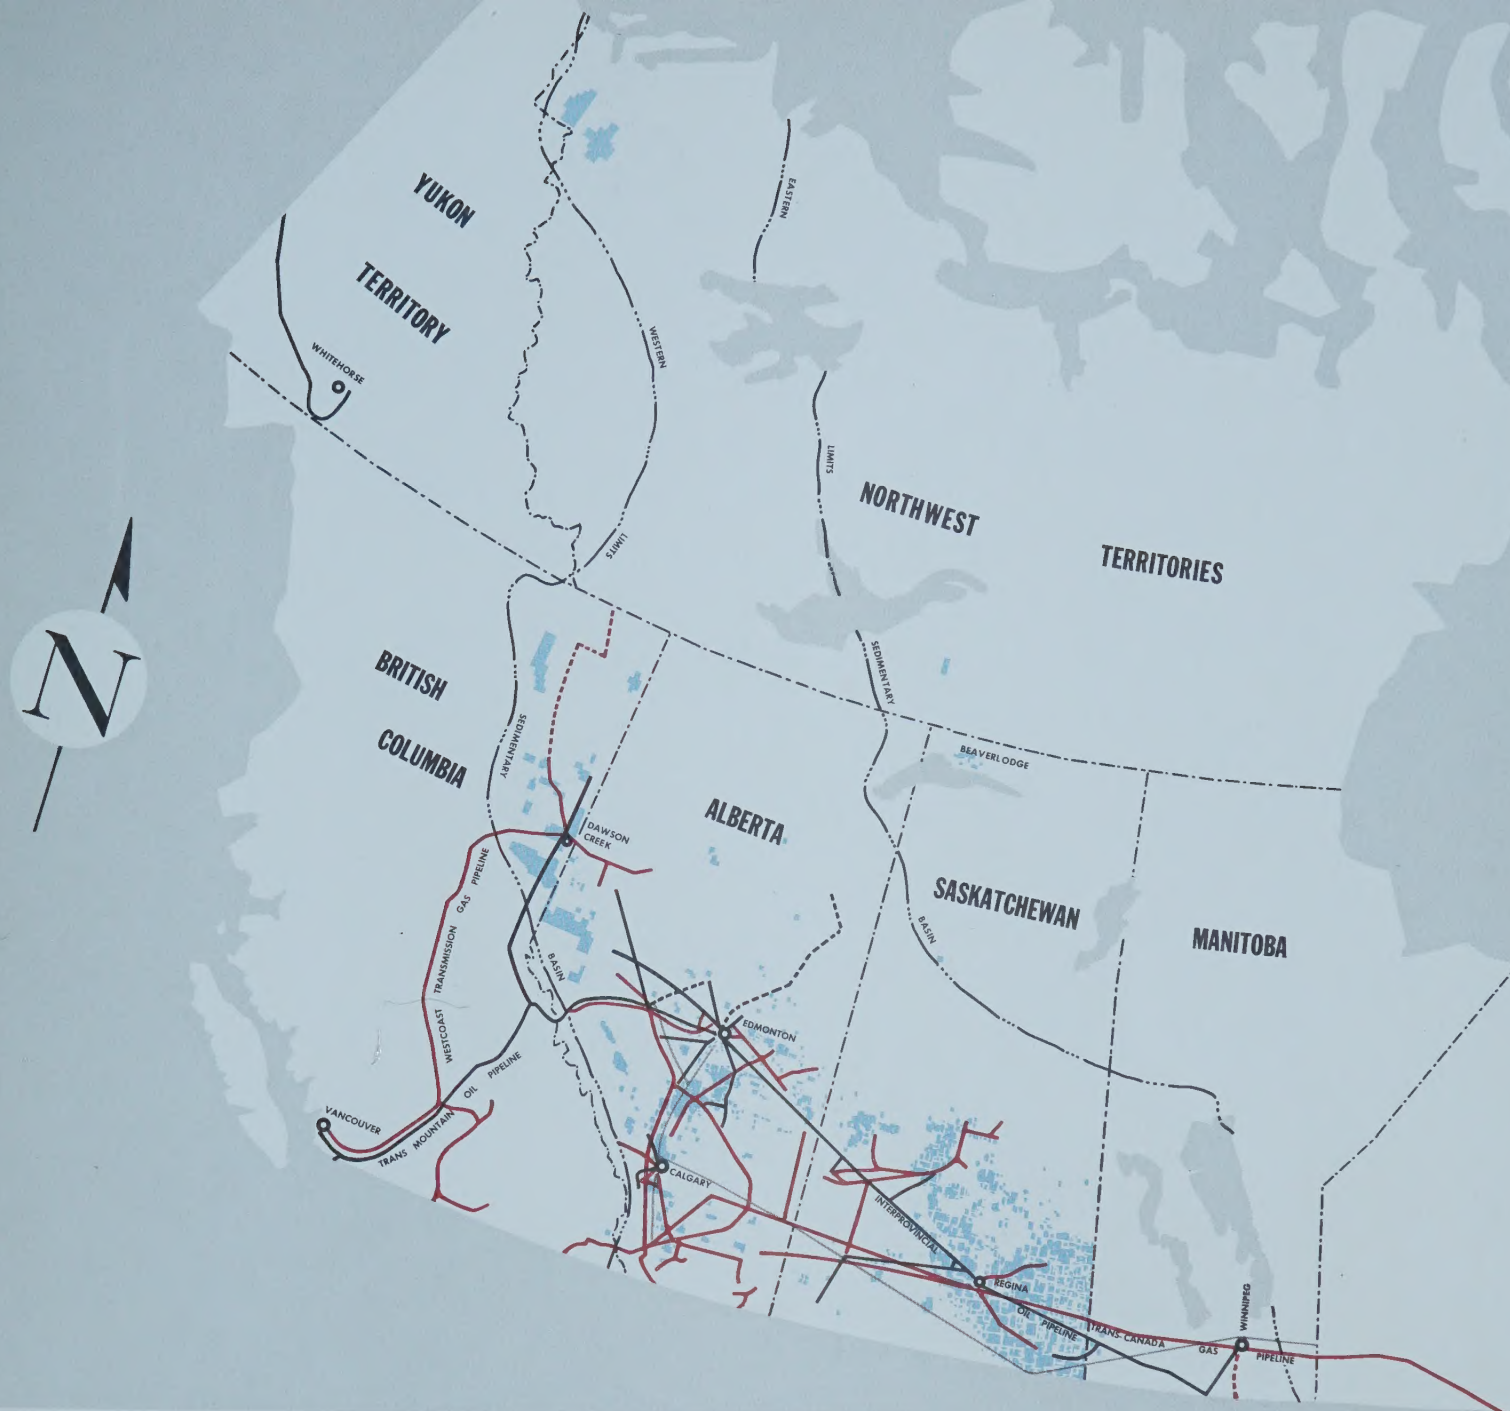 YUKON
TERRITORY
WHITEHORSE
EASTERN
WESTERN
LIMITS
LIMITS
NORTHWEST
TERRITORIES
N
BRITISH
COLUMBIA
SEDIMENTARY
SEDIMENTARY
BEAVERLODGE
ALBERTA
DAWSON
CREEK
SASKATCHEWAN
MANITOBA
BASIN
BASIN
WESTCOAST TRANSMISSION GAS PIPELINE
EDMONTON
VANCOUVER
TRANS MOUNTAIN OIL PIPELINE
CALGARY
INTERPROVINCIAL
OIL PIPELINE
REGINA
TRANS-CANADA GAS PIPELINE
WINNIPEG